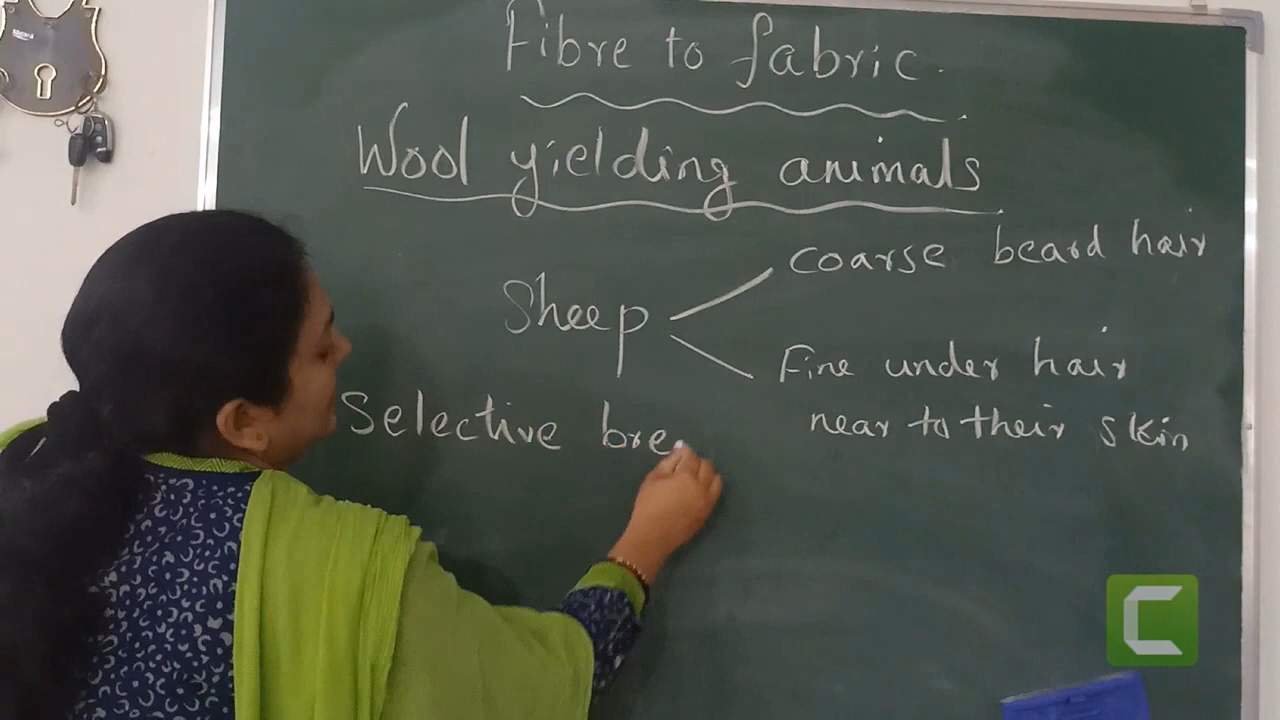 Fibre to fabric.
Wool yielding animals
Sheep
coarse beard hair
Fine under hair
near to their skin
Selective bre